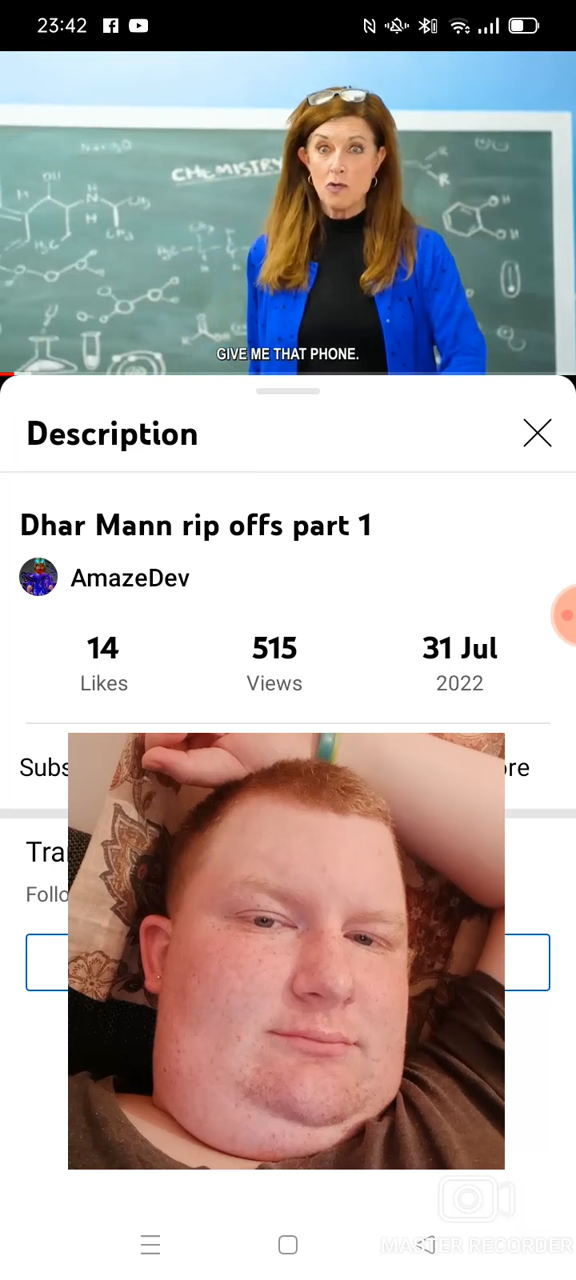 23:42
CHEMISTRY
GIVE ME THAT PHONE.
Description
Dhar Mann rip offs part 1
AmazeDev
14
Likes
515
Views
31 Jul
2022
Subs
ore
Tra
Follo
MASTER RECORDER